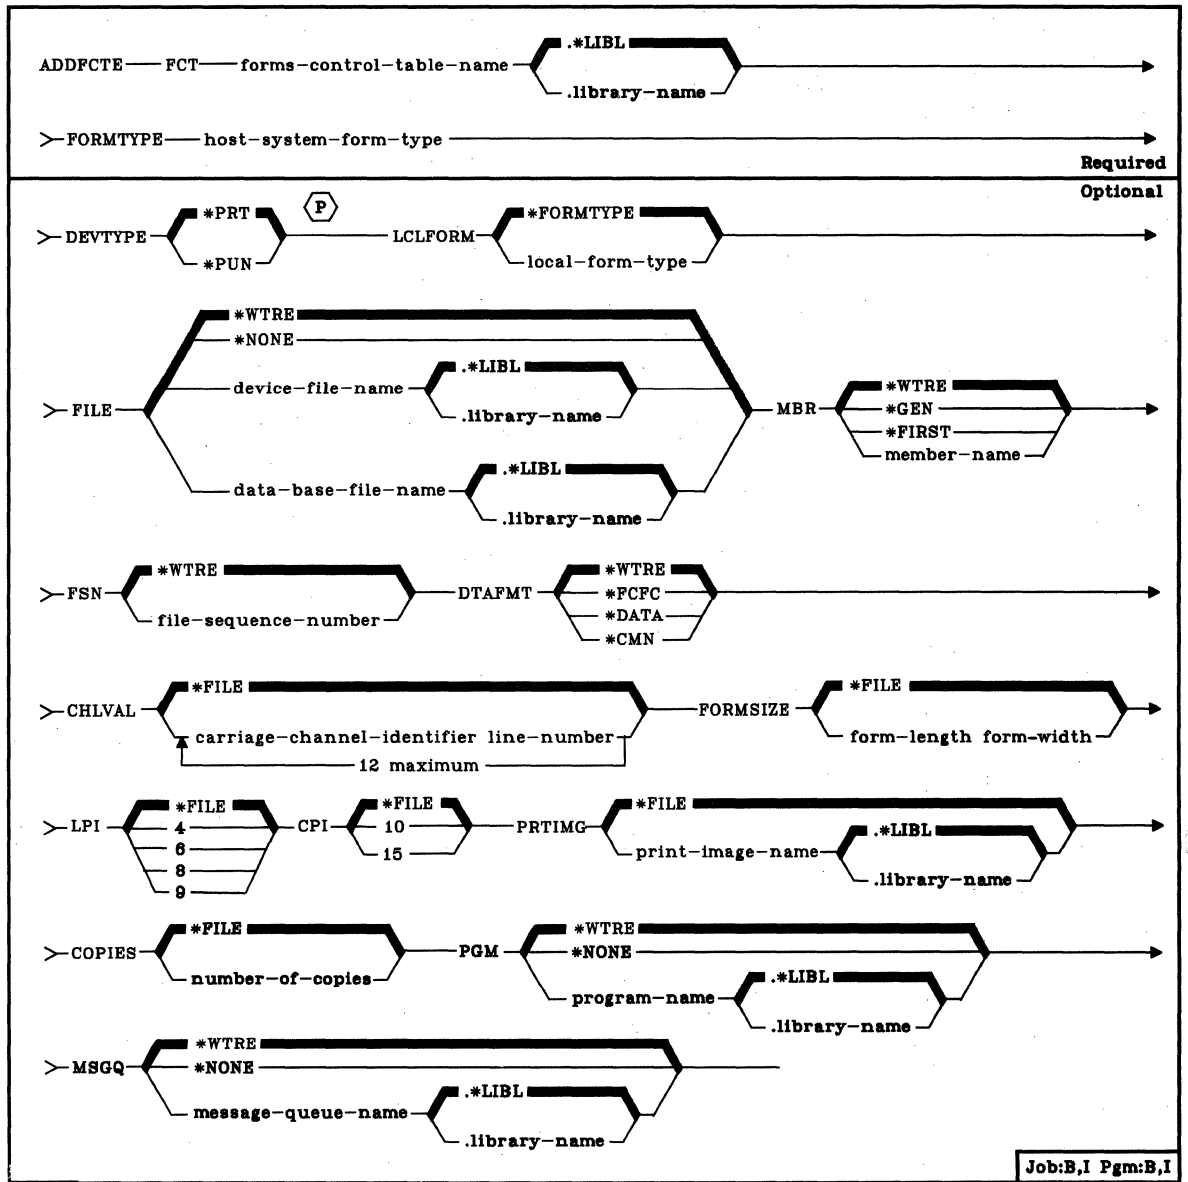 .*LIBL
ADDFCTE FCT forms-control-table-name
.library-name
FORMTYPE host-system-form-type
Required
Optional
*PRT P *FORMTYPE
DEVTYPE LCLFORM
*PUN local-form-type
*WTRE
*NONE
.*LIBL
device-file-name
*WTRE
FILE .library-name MBR *GEN
*FIRST
member-name
.*LIBL
data-base-file-name
.library-name
*WTRE *WTRE
FSN DTAFMT *FCFC
file-sequence-number *DATA
*CMN
*FILE *FILE
CHLVAL FORMSIZE
carriage-channel-identifier line-number form-length form-width
12 maximum
*FILE *FILE *FILE
LPI 4 CPI 10 PRTIMG .*LIBL
6 15 print-image-name
8 .library-name
9
*FILE *WTRE
COPIES PGM *NONE
number-of-copies .*LIBL
program-name
.library-name
*WTRE
MSGQ *NONE
.*LIBL
message-queue-name
.library-name
Job:B,I Pgm:B,I